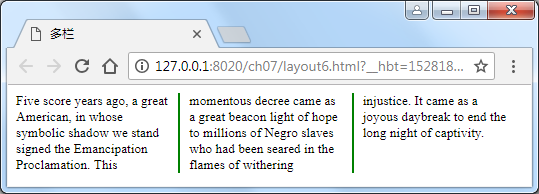 多栏
127.0.0.1:8020/ch07/layout6.html?__hbt=152818...
Five score years ago, a great
American, in whose
symbolic shadow we stand
signed the Emancipation
Proclamation. This
momentous decree came as
a great beacon light of hope
to millions of Negro slaves
who had been seared in the
flames of withering
injustice. It came as a
joyous daybreak to end the
long night of captivity.